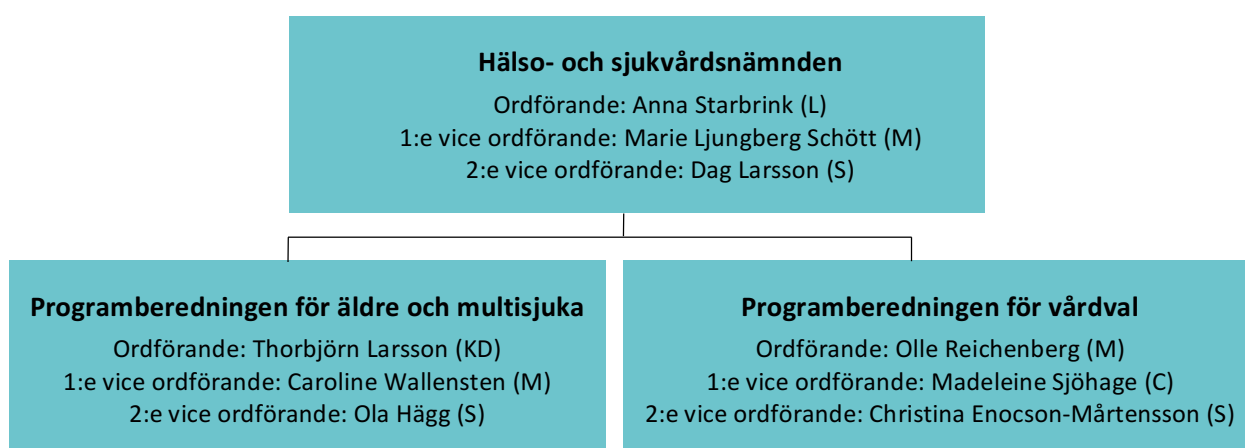 Hälso- och sjukvårdsnämnden
Ordförande: Anna Starbrink (L)
1:e vice ordförande: Marie Ljungberg Schött (M)
2:e vice ordförande: Dag Larsson (S)
Programberedningen för äldre och multisjuka
Ordförande: Thorbjörn Larsson (KD)
1:e vice ordförande: Caroline Wallensten (M)
2:e vice ordförande: Ola Hägg (S)
Programberedningen för vårdval
Ordförande: Olle Reichenberg (M)
1:e vice ordförande: Madeleine Sjöhage (C)
2:e vice ordförande: Christina Enocson-Mårtensson (S)